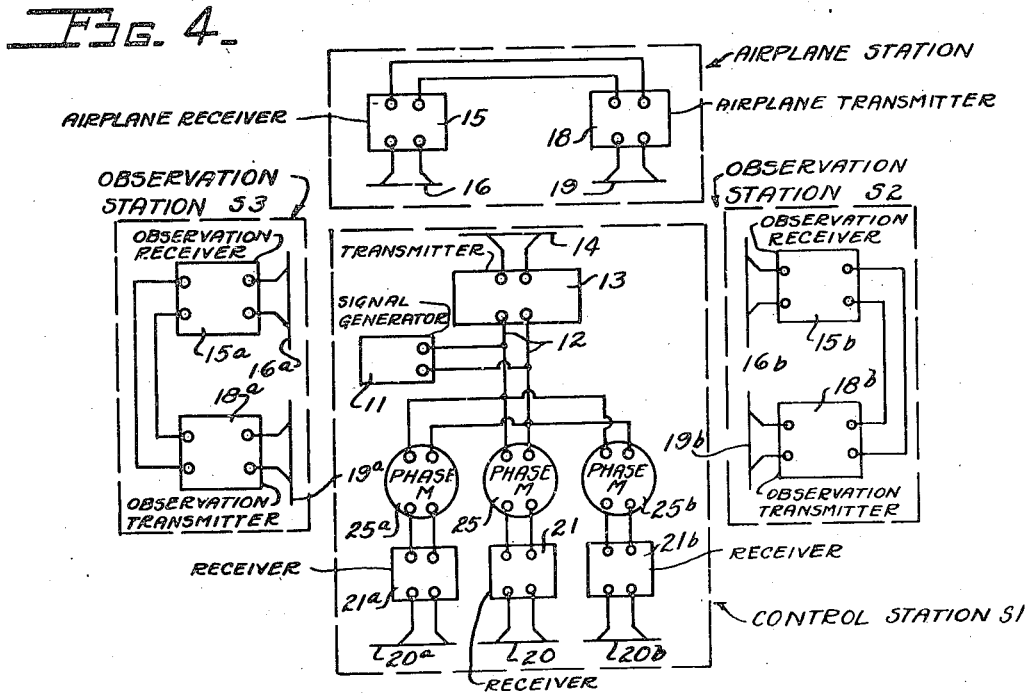 FIG. 4.
AIRPLANE STATION
AIRPLANE RECEIVER
15
18
AIRPLANE TRANSMITTER
16
19
OBSERVATION
STATION S3
OBSERVATION
RECEIVER
15a
16a
18a
19a
OBSERVATION
TRANSMITTER
OBSERVATION
STATION S2
OBSERVATION
RECEIVER
15b
16b
18b
19b
OBSERVATION
TRANSMITTER
14
TRANSMITTER
13
SIGNAL
GENERATOR
12
11
PHASE
M
25a
PHASE
M
25
PHASE
M
25b
RECEIVER
21a
21
21b
RECEIVER
20a
20
20b
RECEIVER
CONTROL STATION S1